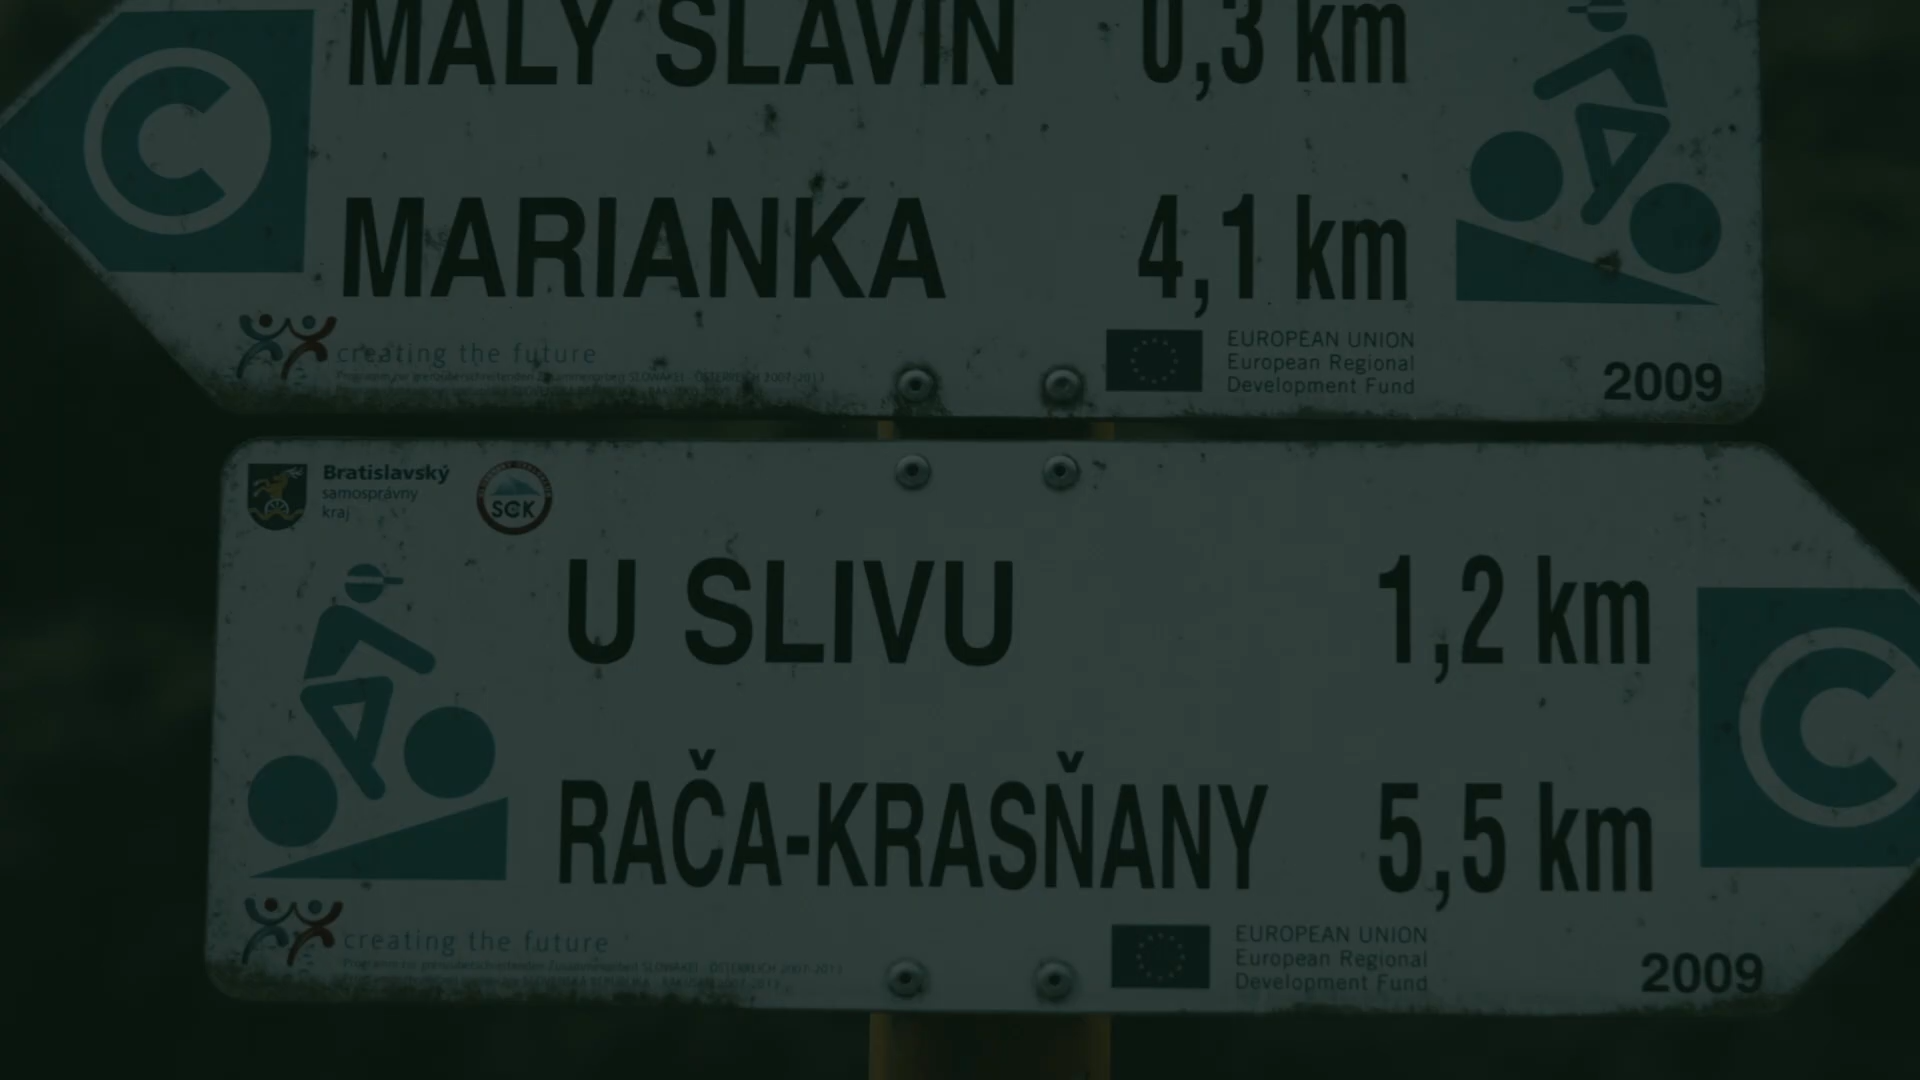 MALÝ SLAVÍN 0,3 km
C
MARIANKA 4,1 km
creating the future
EUROPEAN UNION
European Regional
Development Fund
2009
Bratislavský
samosprávny
kraj
SCK
U SLIVU 1,2 km
C
RAČA-KRASŇANY 5,5 km
creating the future
EUROPEAN UNION
European Regional
Development Fund
2009